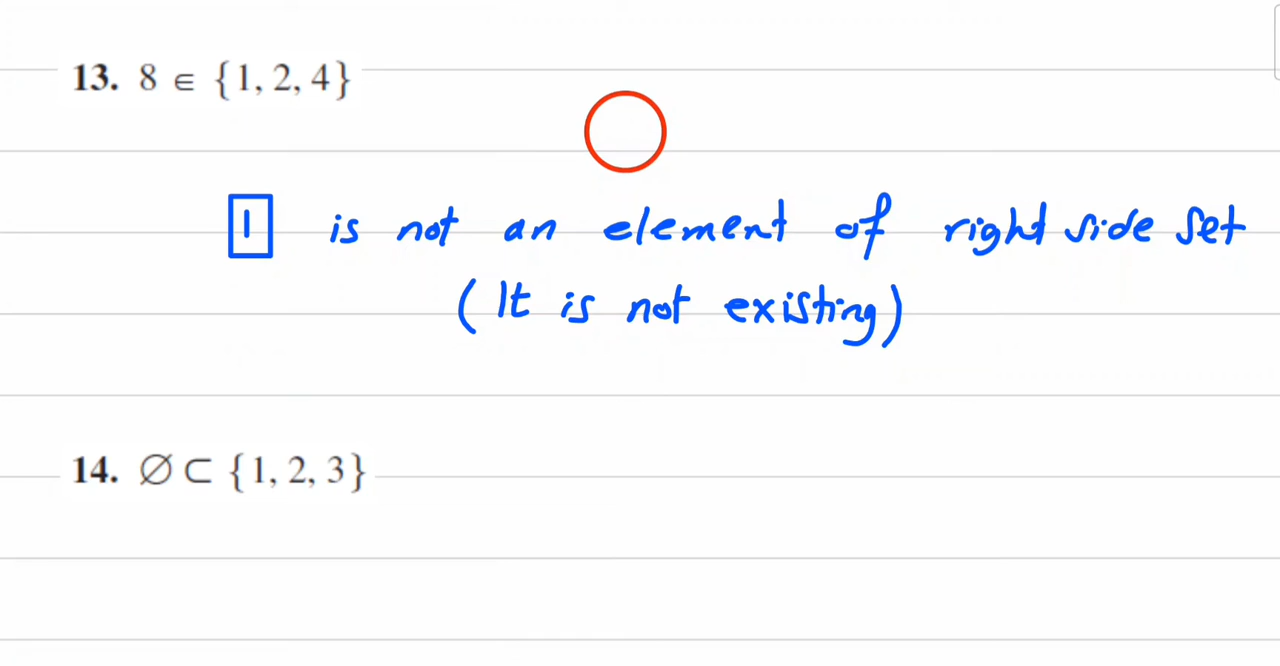 13. 8 ∈ {1, 2, 4}
1 is not an element of right side set
(It is not existing)
14. ∅ ⊂ {1, 2, 3}